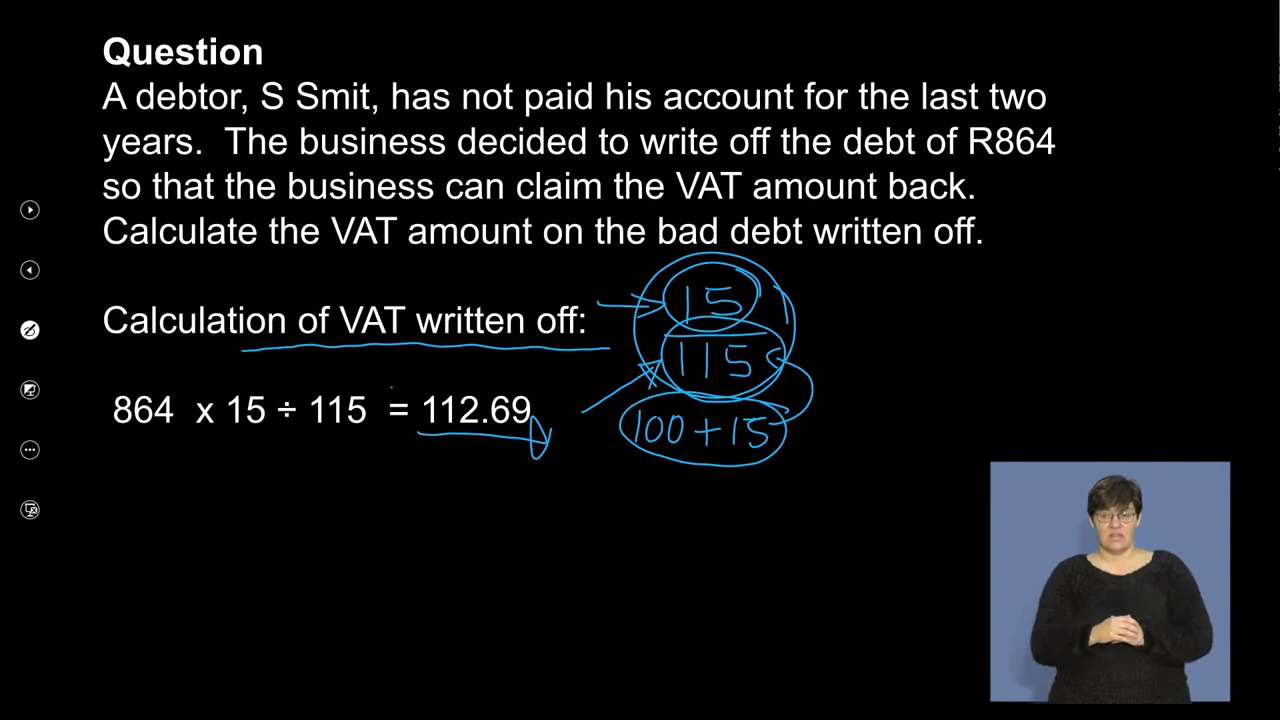 Question
A debtor, S Smit, has not paid his account for the last two
years. The business decided to write off the debt of R864
so that the business can claim the VAT amount back.
Calculate the VAT amount on the bad debt written off.
15
Calculation of VAT written off:
115
864 x 15 ÷ 115 = 112.69
100 + 15